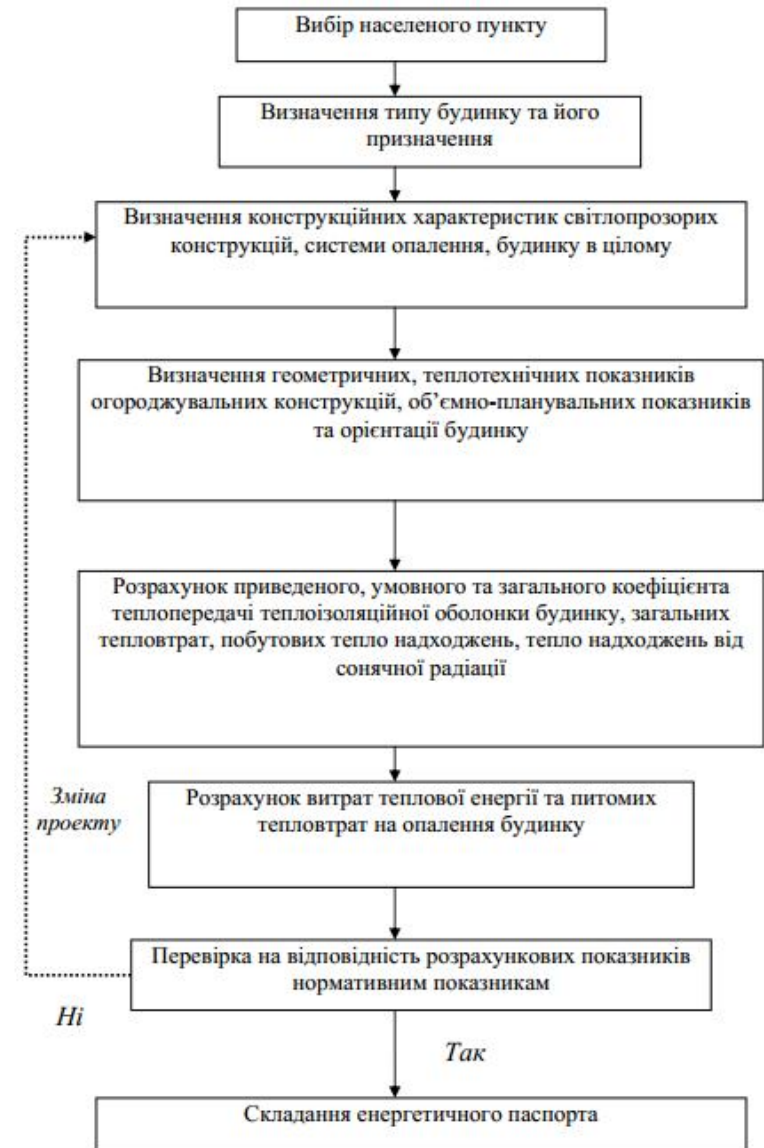 Вибір населеного пункту
Визначення типу будинку та його
призначення
Визначення конструкційних характеристик світлопрозорих
конструкцій, системи опалення, будинку в цілому
Визначення геометричних, теплотехнічних показників
огороджувальних конструкцій, об’ємно-планувальних показників
та орієнтації будинку
Розрахунок приведеного, умовного та загального коефіцієнта
теплопередачі теплоізоляційної оболонки будинку, загальних
тепловтрат, побутових тепло надходжень, тепло надходжень від
сонячної радіації
Зміна
проекту
Розрахунок витрат теплової енергії та питомих
тепловтрат на опалення будинку
Перевірка на відповідність розрахункових показників
нормативним показникам
Ні
Так
Складання енергетичного паспорта